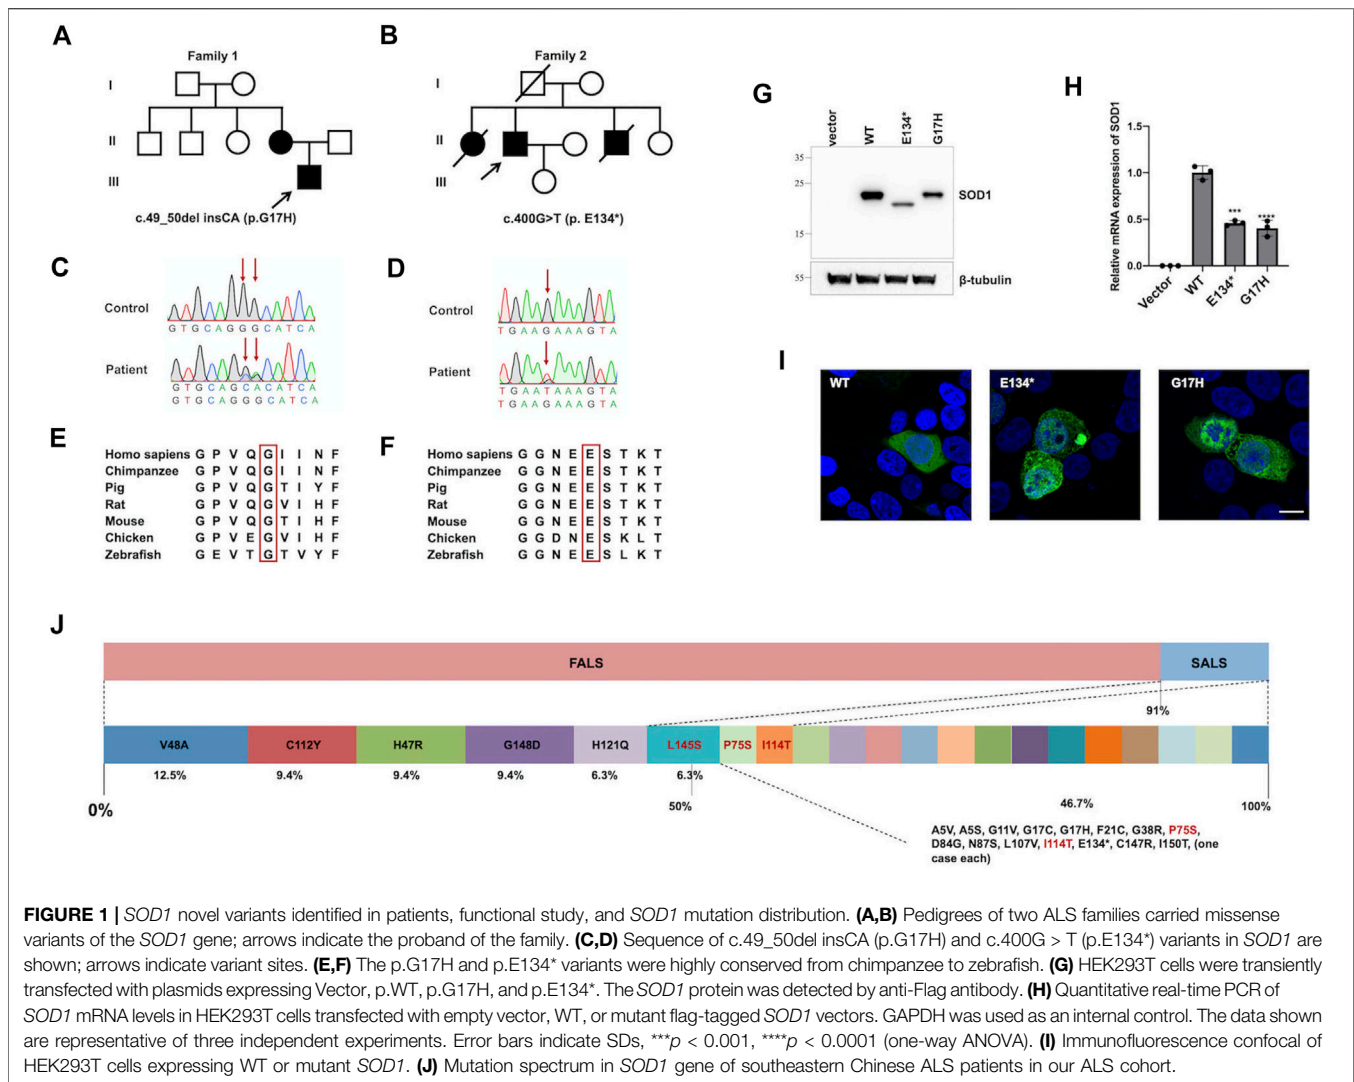 A
Family 1
I
II
III
c.49_50del insCA (p.G17H)
B
Family 2
I
II
III
c.400G>T (p. E134*)
C
Control
G T G C A G G G C A T C A
Patient
G T G C A G C A C A T C A
G T G C A G G G C A T C A
D
Control
T G A A G A A A G T A
Patient
T G A A T A A A G T A
T G A A G A A A G T A
E
Homo sapiens G P V Q G I I N F
Chimpanzee G P V Q G I I N F
Pig G P V Q G T I Y F
Rat G P V Q G V I H F
Mouse G P V Q G T I H F
Chicken G P V E G V I H F
Zebrafish G E V T G T V Y F
F
Homo sapiens G G N E E S T K T
Chimpanzee G G N E E S T K T
Pig G G N E E S T K T
Rat G G N E E S T K T
Mouse G G N E E S T K T
Chicken G G D N E S K L T
Zebrafish G G N E E S L K T
G
vector WT E134* G17H
35
25
SOD1
15
55
β-tubulin
H
Relative mRNA expression of SOD1
1.5
1.0
0.5
0.0
*** ****
Vector WT E134* G17H
I
WT E134* G17H
J
FALS SALS
91%
V48A C112Y H47R G148D H121Q L145S P75S I114T
12.5% 9.4% 9.4% 9.4% 6.3% 6.3%
0% 50% 46.7% 100%
A5V, A5S, G11V, G17C, G17H, F21C, G38R, P75S,
D84G, N87S, L107V, I114T, E134*, C147R, I150T, (one
case each)
FIGURE 1 | SOD1 novel variants identified in patients, functional study, and SOD1 mutation distribution. (A,B) Pedigrees of two ALS families carried missense
variants of the SOD1 gene; arrows indicate the proband of the family. (C,D) Sequence of c.49_50del insCA (p.G17H) and c.400G > T (p.E134*) variants in SOD1 are
shown; arrows indicate variant sites. (E,F) The p.G17H and p.E134* variants were highly conserved from chimpanzee to zebrafish. (G) HEK293T cells were transiently
transfected with plasmids expressing Vector, p.WT, p.G17H, and p.E134*. The SOD1 protein was detected by anti-Flag antibody. (H) Quantitative real-time PCR of
SOD1 mRNA levels in HEK293T cells transfected with empty vector, WT, or mutant flag-tagged SOD1 vectors. GAPDH was used as an internal control. The data shown
are representative of three independent experiments. Error bars indicate SDs, ***p < 0.001, ****p < 0.0001 (one-way ANOVA). (I) Immunofluorescence confocal of
HEK293T cells expressing WT or mutant SOD1. (J) Mutation spectrum in SOD1 gene of southeastern Chinese ALS patients in our ALS cohort.